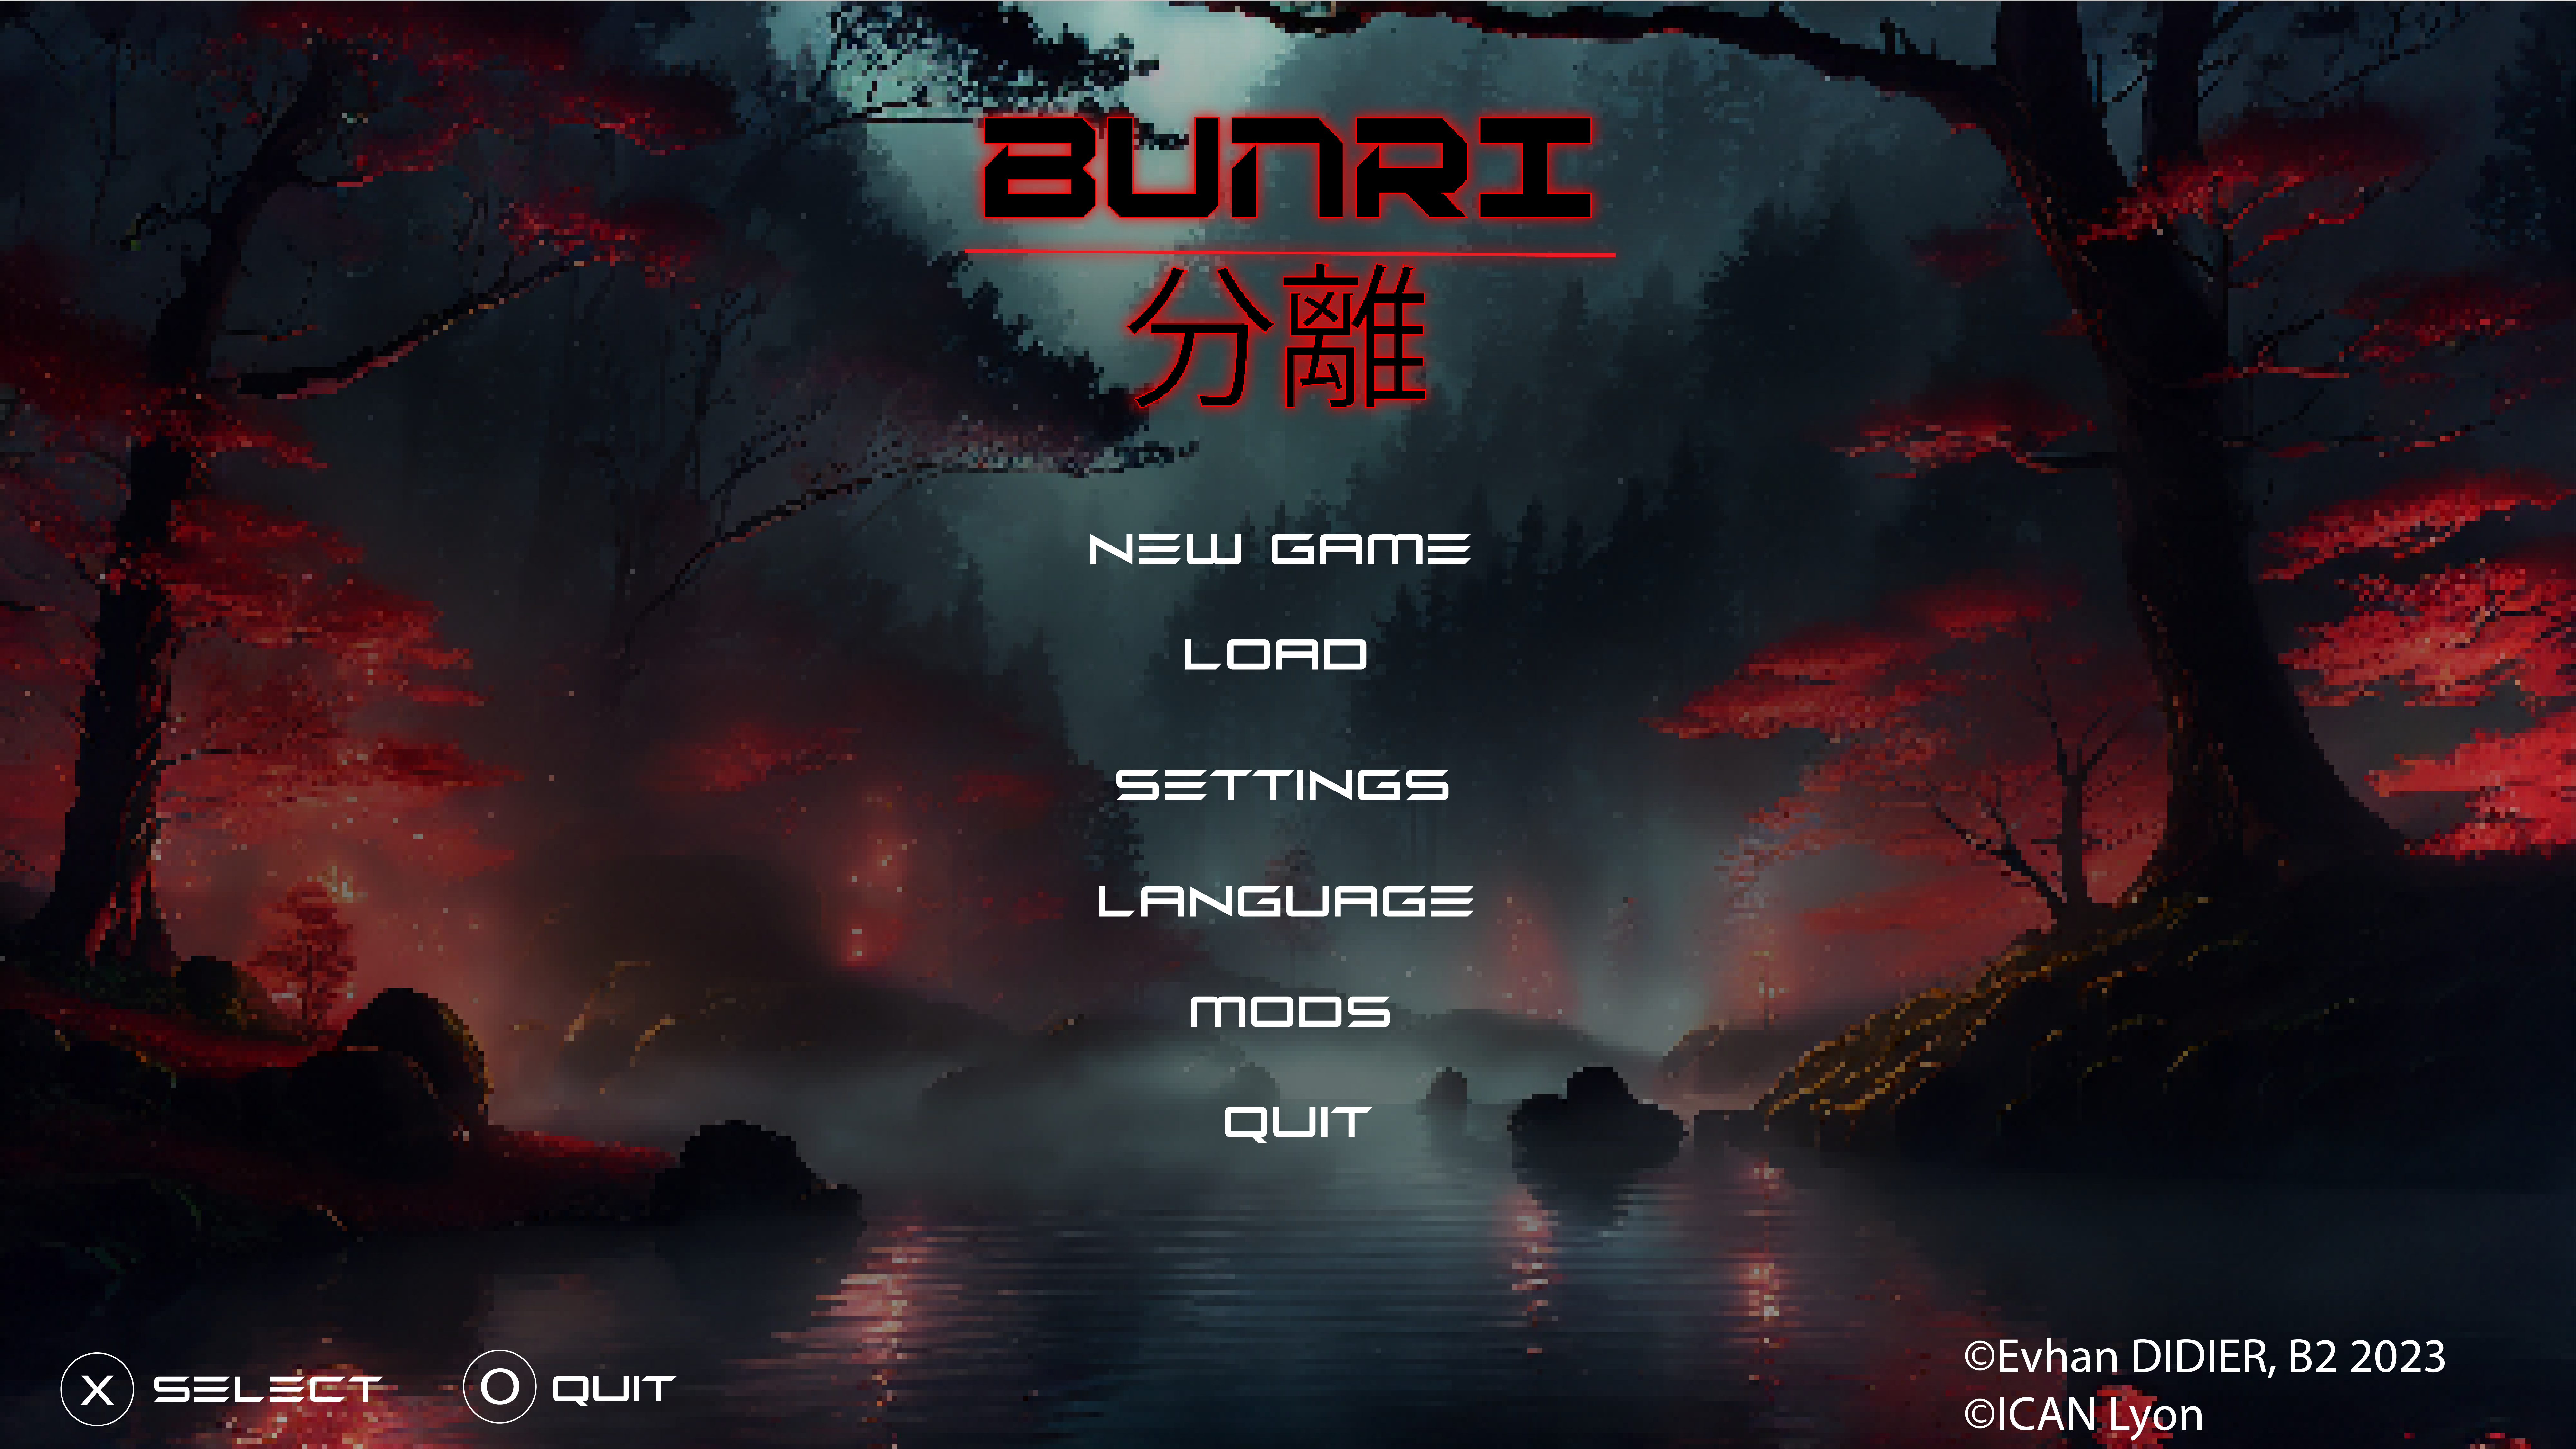 BUNRI
分離
NEW GAME
LOAD
SETTINGS
LANGUAGE
MODS
QUIT
X SELECT O QUIT
©Evhan DIDIER, B2 2023
©ICAN Lyon